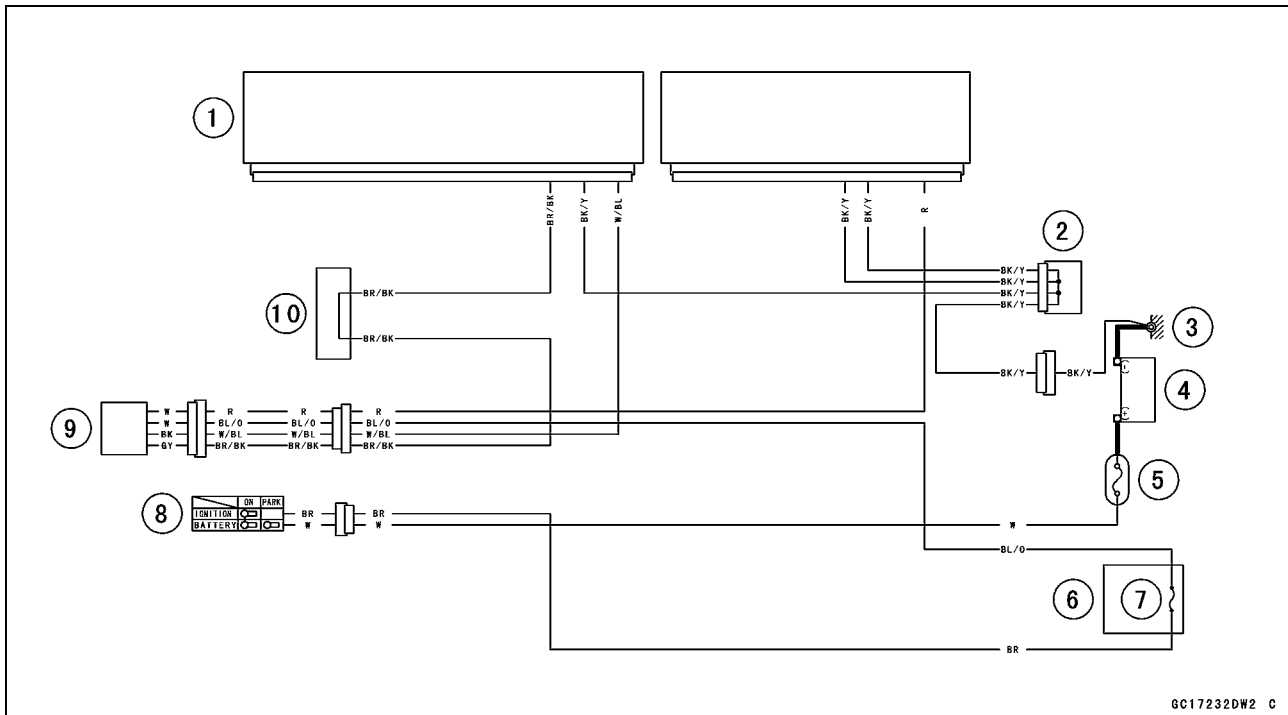 1
BR/BK
BK/Y
W/BL
BK/Y
BK/Y
R
2
BK/Y
BK/Y
BK/Y
BK/Y
10
BR/BK
BR/BK
3
BK/Y BK/Y
(-)
4
(+)
9
W R R R
W BL/O BL/O BL/O
BK W/BL W/BL W/BL
GY BR/BK BR/BK BR/BK
5
8
ON PARK
IGNITION BR BR
BATTERY W W W
BL/O
6
7
BR
GC17232DW2 C